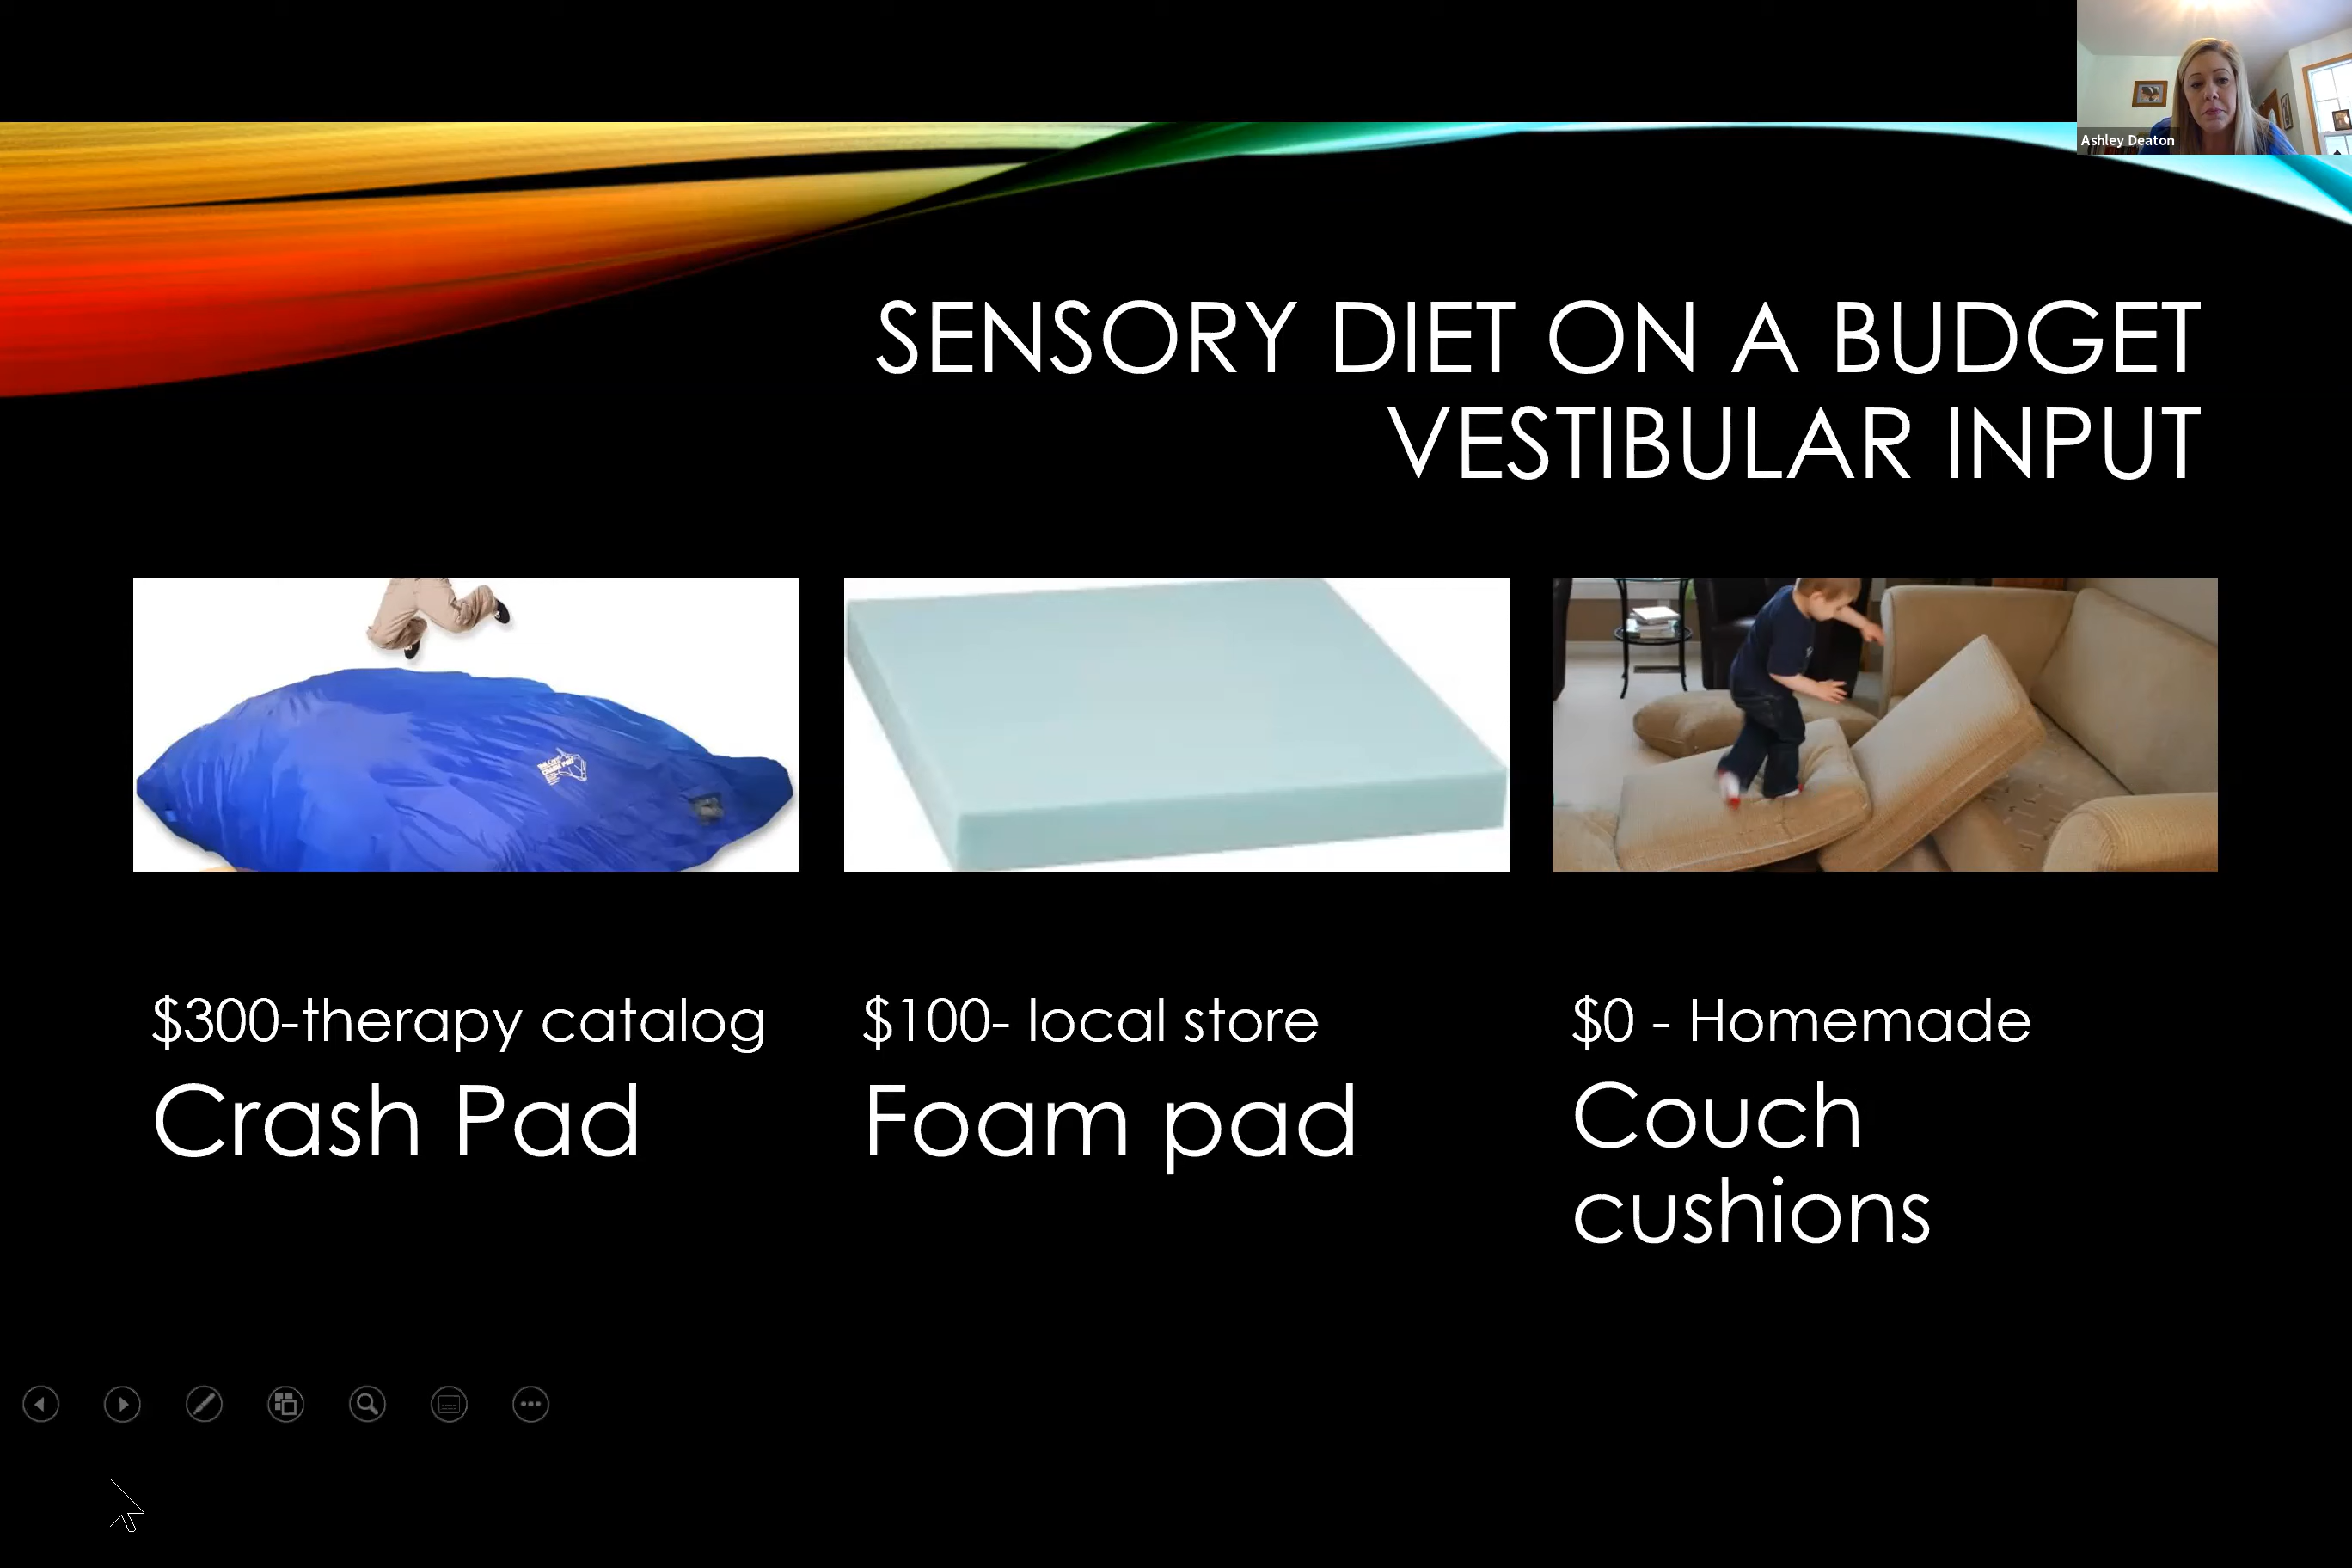 Ashley Deaton
SENSORY DIET ON A BUDGET
VESTIBULAR INPUT
$300-therapy catalog
Crash Pad
$100- local store
Foam pad
$0 - Homemade
Couch
cushions